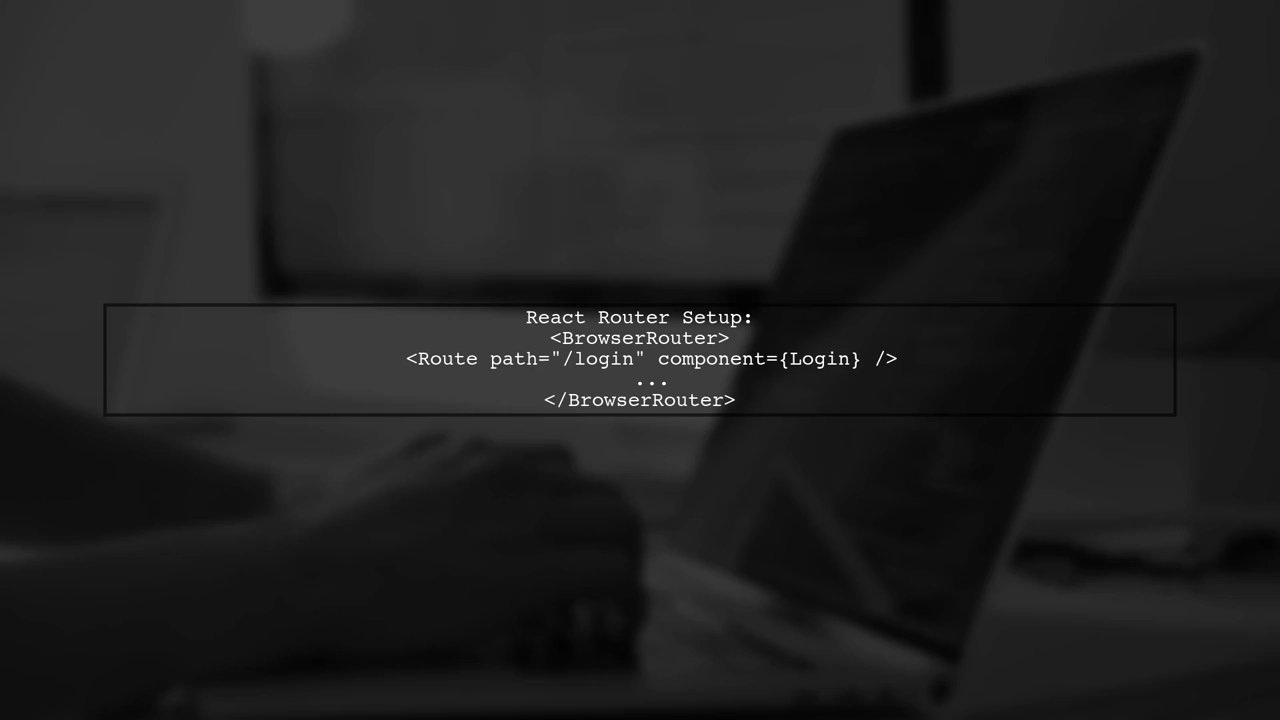 React Router Setup:
<BrowserRouter>
<Route path="/login" component={Login} />
...
</BrowserRouter>